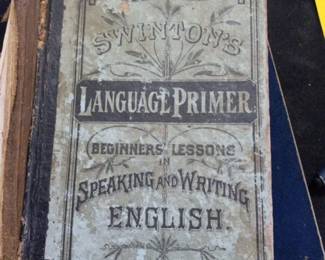 SWINTON'S
LANGUAGE PRIMER
BEGINNERS' LESSONS
IN
SPEAKING AND WRITING
ENGLISH.